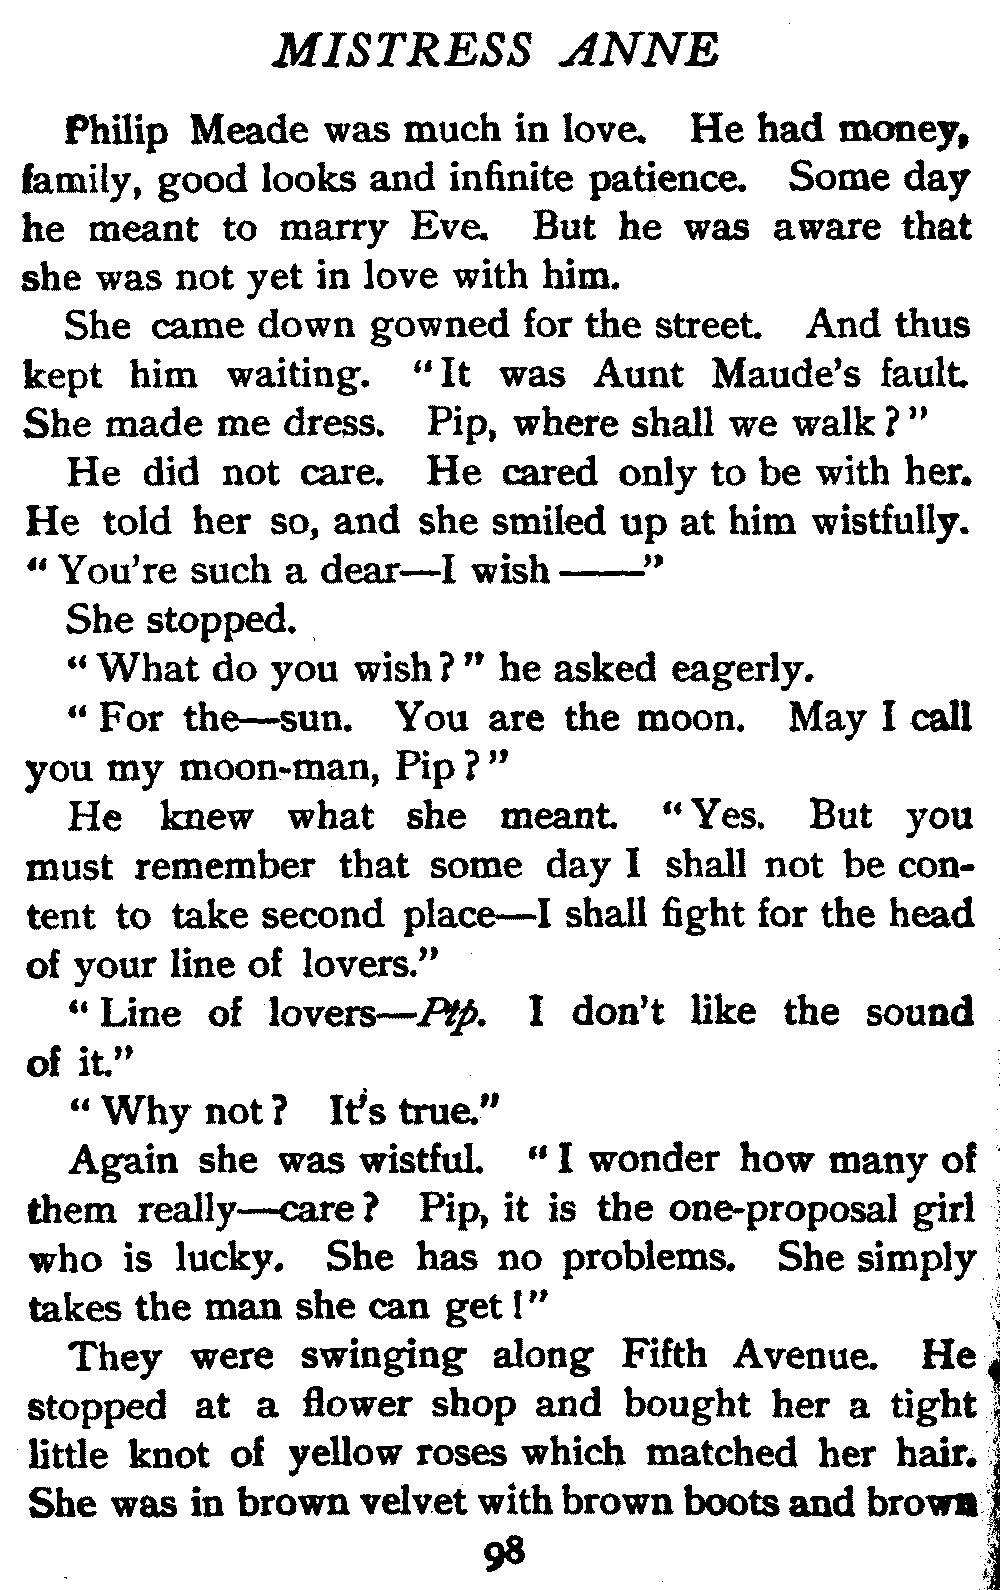 MISTRESS ANNE
Philip Meade was much in love. He had money,
family, good looks and infinite patience. Some day
he meant to marry Eve. But he was aware that
she was not yet in love with him.
She came down gowned for the street. And thus
kept him waiting. "It was Aunt Maude's fault.
She made me dress. Pip, where shall we walk?"
He did not care. He cared only to be with her.
He told her so, and she smiled up at him wistfully.
"You're such a dear—I wish ——"
She stopped.
"What do you wish?" he asked eagerly.
"For the—sun. You are the moon. May I call
you my moon-man, Pip?"
He knew what she meant. "Yes. But you
must remember that some day I shall not be con-
tent to take second place—I shall fight for the head
of your line of lovers."
"Line of lovers—Pip. I don't like the sound
of it."
"Why not? It's true."
Again she was wistful. "I wonder how many of
them really—care? Pip, it is the one-proposal girl
who is lucky. She has no problems. She simply
takes the man she can get!"
They were swinging along Fifth Avenue. He
stopped at a flower shop and bought her a tight
little knot of yellow roses which matched her hair.
She was in brown velvet with brown boots and brown
98